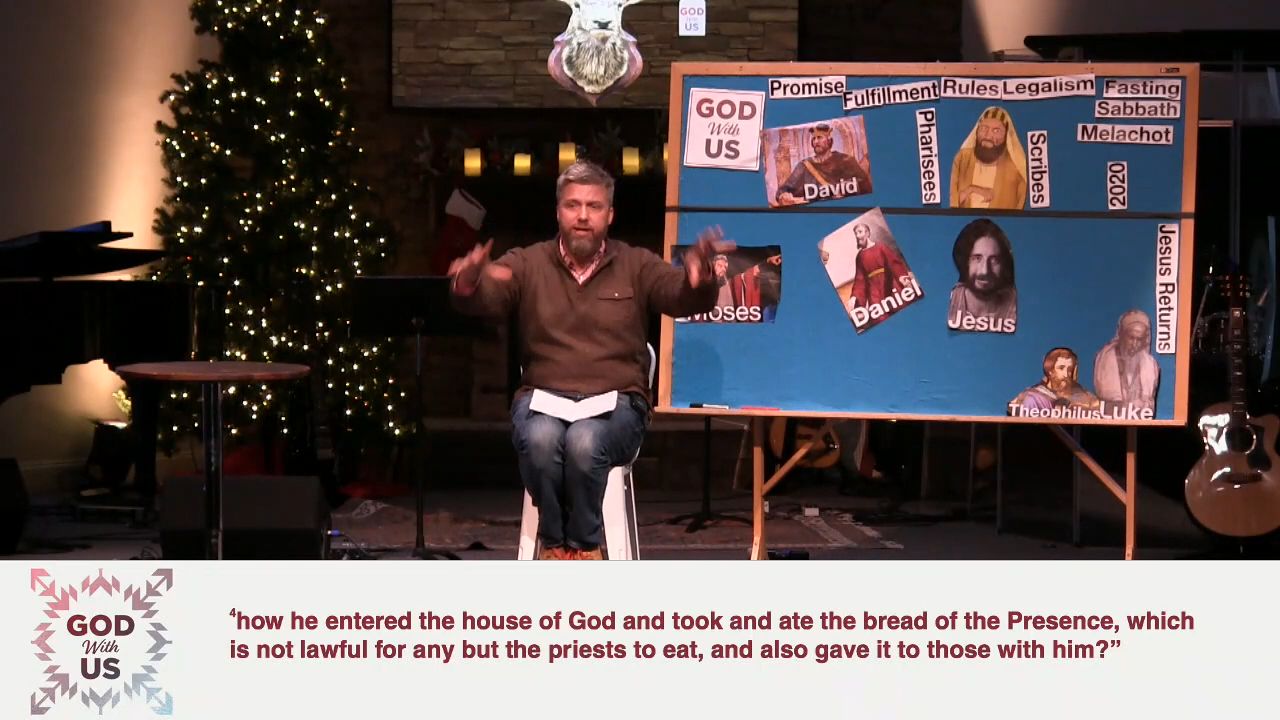 GOD
With
US
Promise
Fulfillment
Rules
Legalism
Fasting
Sabbath
Melachot
GOD
With
US
David
Pharisees
Scribes
2020
Moses
Daniel
Jesus
Jesus Returns
Theophilus
Luke
GOD
With
US
4how he entered the house of God and took and ate the bread of the Presence, which
is not lawful for any but the priests to eat, and also gave it to those with him?”